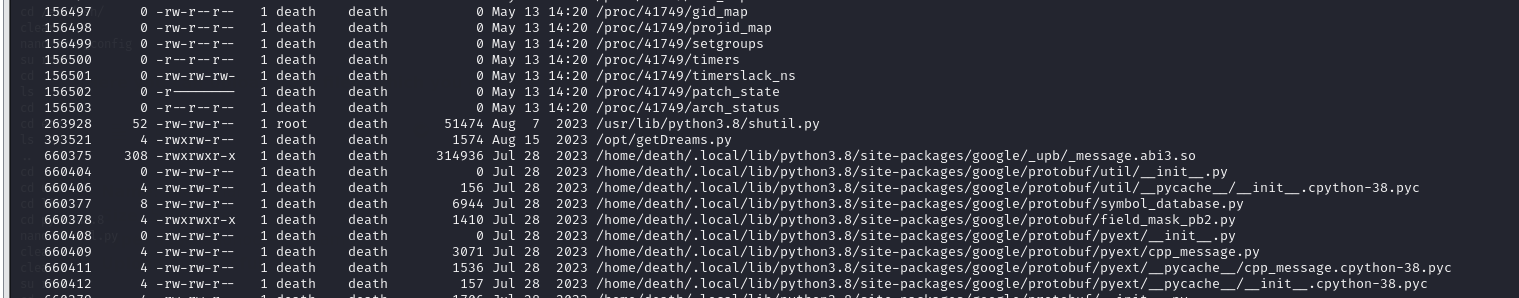 156497 0 -rw-r--r-- 1 death death 0 May 13 14:20 /proc/41749/gid_map
156498 0 -rw-r--r-- 1 death death 0 May 13 14:20 /proc/41749/projid_map
156499 0 -rw-r--r-- 1 death death 0 May 13 14:20 /proc/41749/setgroups
156500 0 -r--r--r-- 1 death death 0 May 13 14:20 /proc/41749/timers
156501 0 -rw-rw-rw- 1 death death 0 May 13 14:20 /proc/41749/timerslack_ns
156502 0 -r-------- 1 death death 0 May 13 14:20 /proc/41749/patch_state
156503 0 -r--r--r-- 1 death death 0 May 13 14:20 /proc/41749/arch_status
263928 52 -rw-rw-r-- 1 root death 51474 Aug 7 2023 /usr/lib/python3.8/shutil.py
393521 4 -rwxrw-r-- 1 death death 1574 Aug 15 2023 /opt/getDreams.py
660375 308 -rwxrwxr-x 1 death death 314936 Jul 28 2023 /home/death/.local/lib/python3.8/site-packages/google/_upb/_message.abi3.so
660404 0 -rw-rw-r-- 1 death death 0 Jul 28 2023 /home/death/.local/lib/python3.8/site-packages/google/protobuf/util/__init__.py
660406 4 -rw-rw-r-- 1 death death 156 Jul 28 2023 /home/death/.local/lib/python3.8/site-packages/google/protobuf/util/__pycache__/__init__.cpython-38.pyc
660377 8 -rw-rw-r-- 1 death death 6944 Jul 28 2023 /home/death/.local/lib/python3.8/site-packages/google/protobuf/symbol_database.py
660378 4 -rwxrwxr-x 1 death death 1410 Jul 28 2023 /home/death/.local/lib/python3.8/site-packages/google/protobuf/field_mask_pb2.py
660408 0 -rw-rw-r-- 1 death death 0 Jul 28 2023 /home/death/.local/lib/python3.8/site-packages/google/protobuf/pyext/__init__.py
660409 4 -rw-rw-r-- 1 death death 3071 Jul 28 2023 /home/death/.local/lib/python3.8/site-packages/google/protobuf/pyext/cpp_message.py
660411 4 -rw-rw-r-- 1 death death 1536 Jul 28 2023 /home/death/.local/lib/python3.8/site-packages/google/protobuf/pyext/__pycache__/cpp_message.cpython-38.pyc
660412 4 -rw-rw-r-- 1 death death 157 Jul 28 2023 /home/death/.local/lib/python3.8/site-packages/google/protobuf/pyext/__pycache__/__init__.cpython-38.pyc